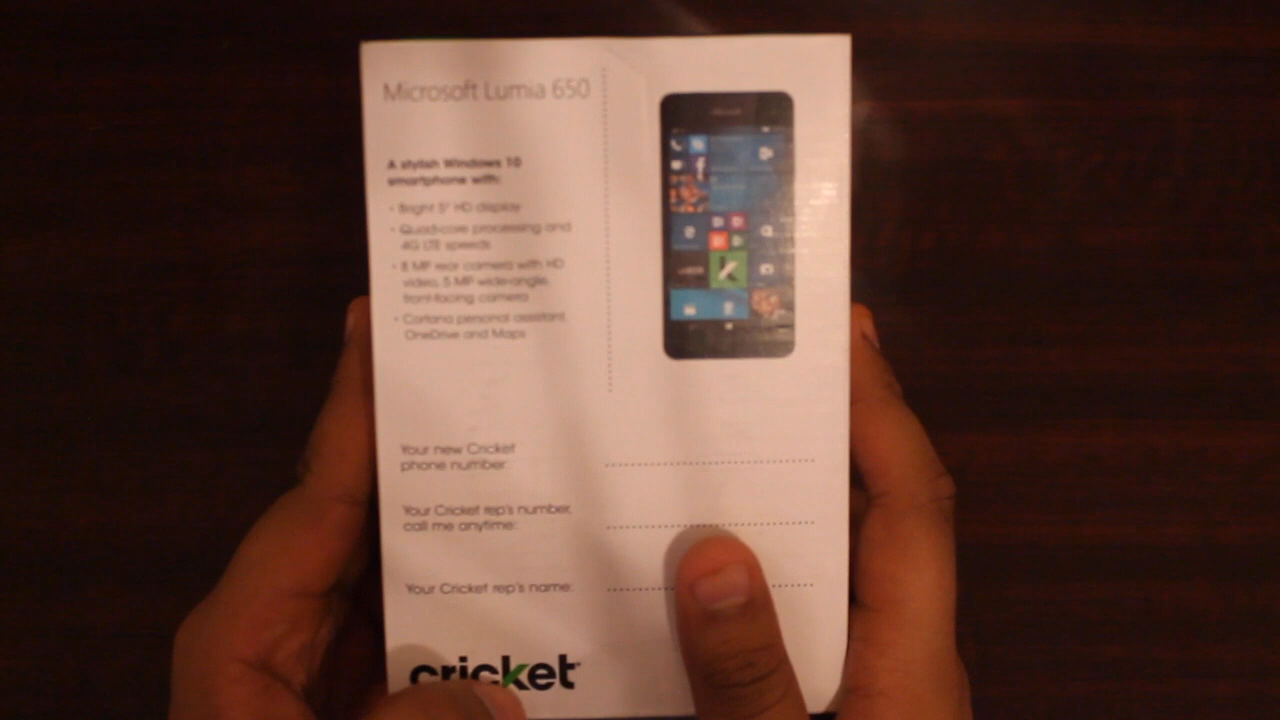 Microsoft Lumia 650
A stylish Windows 10
smartphone with:
• Bright 5" HD display
• Quad-core processing and
4G LTE speeds
• 8 MP rear camera with HD
video, 5 MP wide-angle,
front-facing camera
• Cortana personal assistant,
OneDrive and Maps
Your new Cricket
phone number:
Your Cricket rep's number,
call me anytime:
Your Cricket rep's name:
cricket